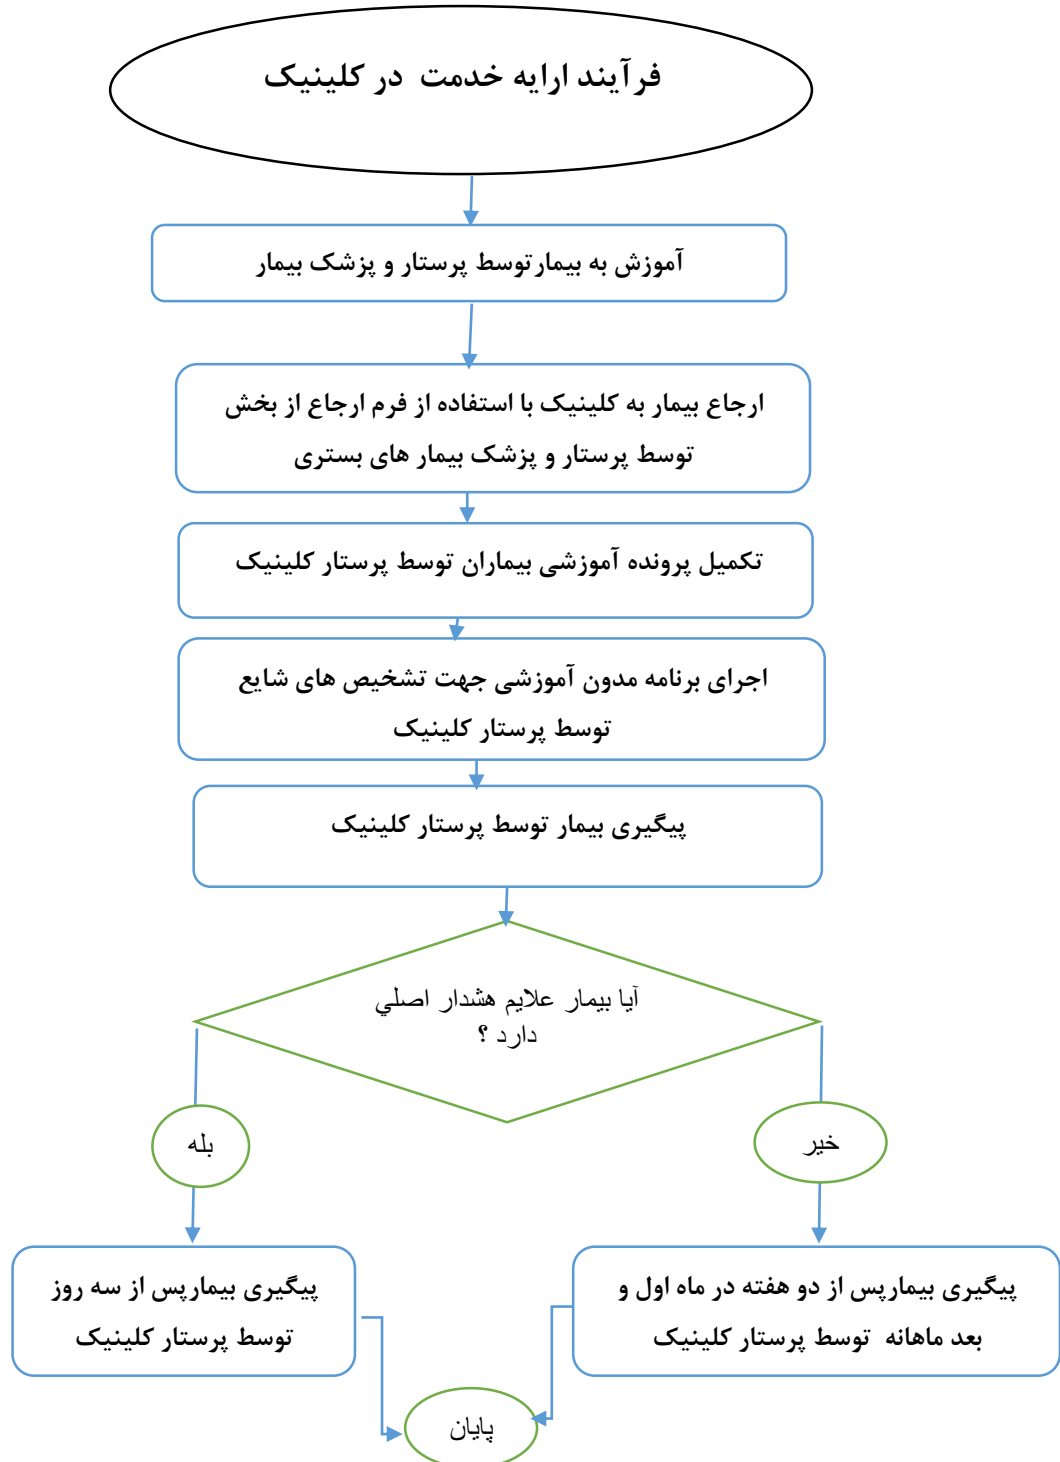 فرآیند ارایه خدمت در کلینیک
آموزش به بیمارتوسط پرستار و پزشک بیمار
ارجاع بیمار به کلینیک با استفاده از فرم ارجاع از بخش
توسط پرستار و پزشک بیمار های بستری
تکمیل پرونده آموزشی بیماران توسط پرستار کلینیک
اجرای برنامه مدون آموزشی جهت تشخیص های شایع
توسط پرستار کلینیک
پیگیری بیمار توسط پرستار کلینیک
آیا بیمار علایم هشدار اصلي
دارد ؟
خیر
بله
پیگیری بیمارپس از دو هفته در ماه اول و
بعد ماهانه توسط پرستار کلینیک
پیگیری بیمارپس از سه روز
توسط پرستار کلینیک
پایان